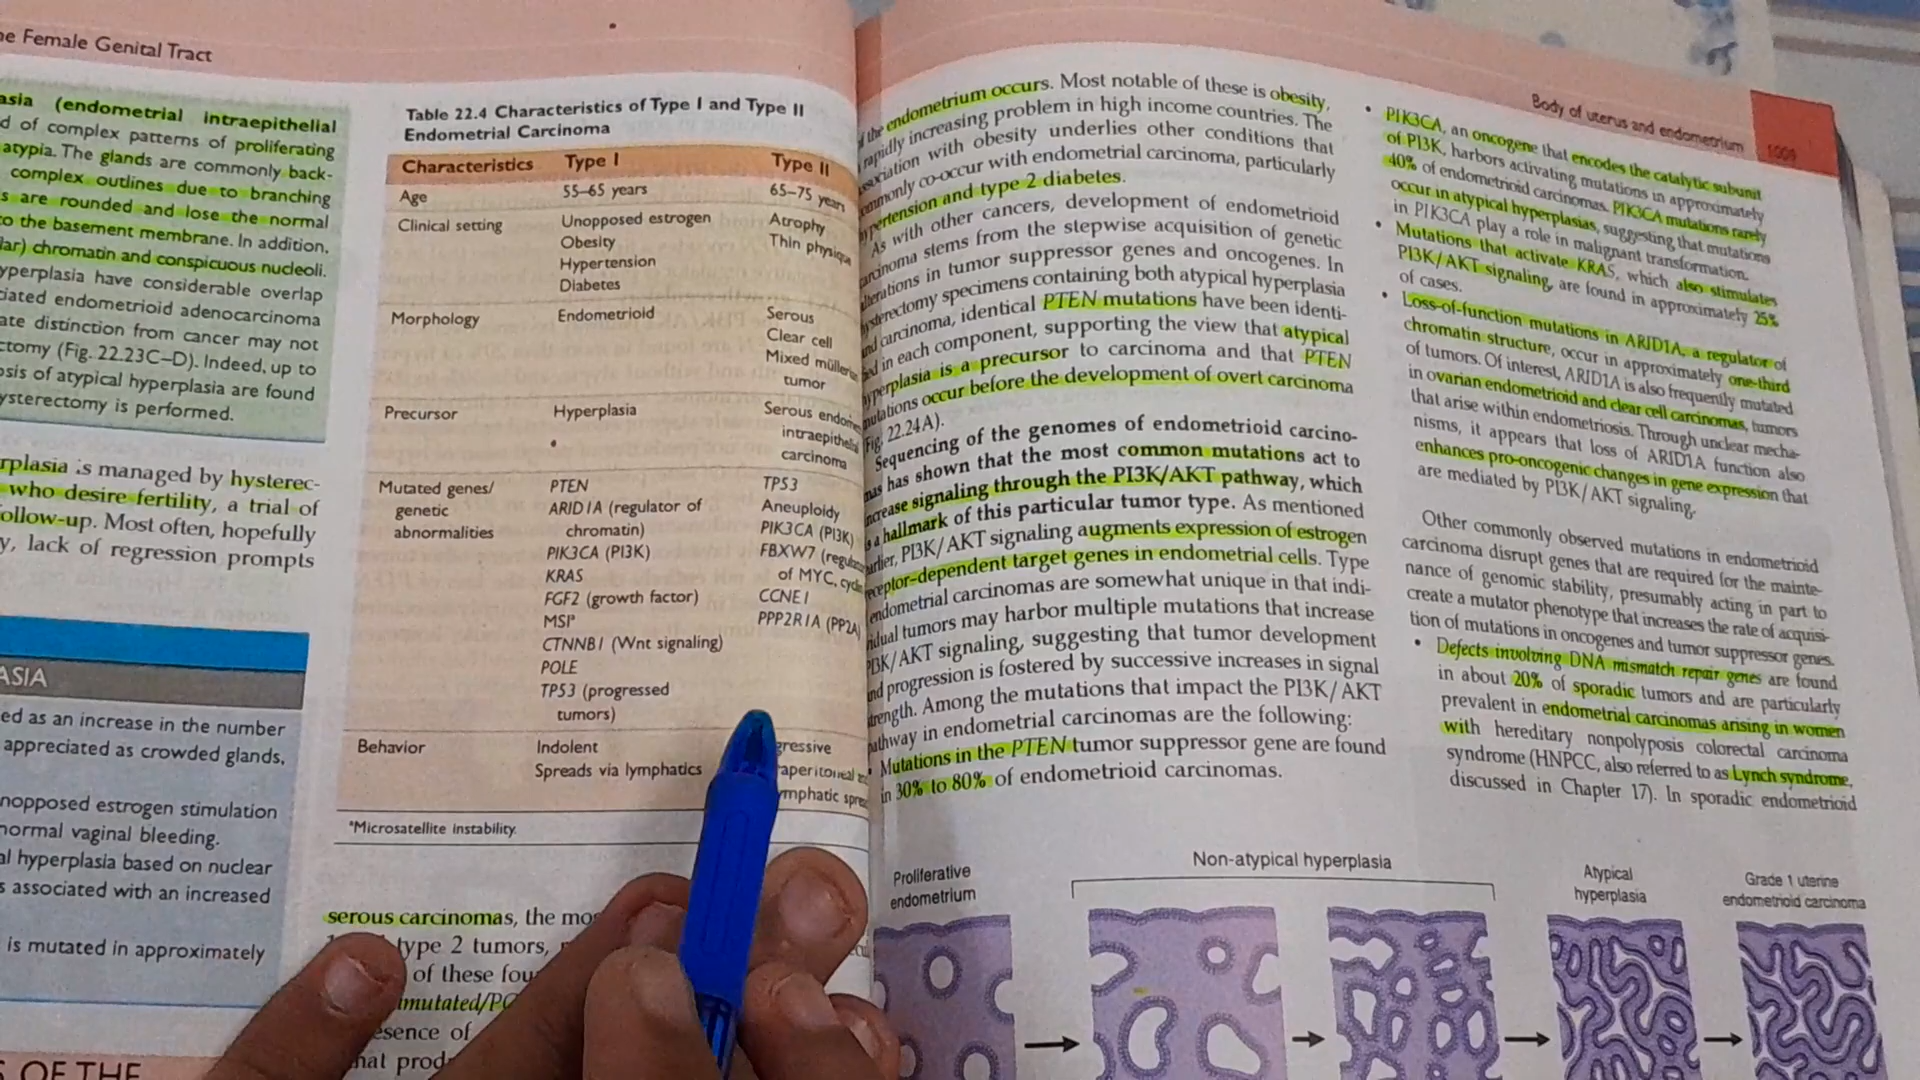 he Female Genital Tract
asia (endometrial intraepithelial
d of complex patterns of proliferating
atypia. The glands are commonly back-
complex outlines due to branching
s are rounded and lose the normal
to the basement membrane. In addition,
lar) chromatin and conspicuous nucleoli.
yperplasia have considerable overlap
ciated endometrioid adenocarcinoma
ate distinction from cancer may not
ctomy (Fig. 22.23C–D). Indeed, up to
osis of atypical hyperplasia are found
ysterectomy is performed.
rplasia is managed by hysterec-
who desire fertility, a trial of
ollow-up. Most often, hopefully
y, lack of regression prompts
ASIA
ed as an increase in the number
appreciated as crowded glands,
nopposed estrogen stimulation
normal vaginal bleeding.
al hyperplasia based on nuclear
s associated with an increased
is mutated in approximately
S OF THE
Table 22.4 Characteristics of Type I and Type II
Endometrial Carcinoma
Characteristics Type I Type II
Age 55–65 years 65–75 years
Clinical setting Unopposed estrogen Atrophy
Obesity Thin physique
Hypertension
Diabetes
Morphology Endometrioid Serous
Clear cell
Mixed mülleria
tumor
Precursor Hyperplasia Serous endome
intraepithelial
carcinoma
Mutated genes/ PTEN TP53
genetic ARID1A (regulator of Aneuploidy
abnormalities chromatin) PIK3CA (PI3K)
PIK3CA (PI3K) FBXW7 (regulato
KRAS of MYC, cyc
FGF2 (growth factor) CCNE1
MSIᵃ PPP2R1A (PP2A)
CTNNB1 (Wnt signaling)
POLE
TP53 (progressed
tumors)
Behavior Indolent gressive
Spreads via lymphatics raperitoneal and
mphatic spre
ᵃMicrosatellite instability.
serous carcinomas, the mos
type 2 tumors,
of these fou
mutated/PO
esence of
hat prod
of the endometrium occurs. Most notable of these is obesity,
rapidly increasing problem in high income countries. The
ssociation with obesity underlies other conditions that
ommonly co-occur with endometrial carcinoma, particularly
ypertension and type 2 diabetes.
As with other cancers, development of endometrioid
arcinoma stems from the stepwise acquisition of genetic
alterations in tumor suppressor genes and oncogenes. In
hysterectomy specimens containing both atypical hyperplasia
and carcinoma, identical PTEN mutations have been identi-
fied in each component, supporting the view that atypical
hyperplasia is a precursor to carcinoma and that PTEN
mutations occur before the development of overt carcinoma
(Fig. 22.24A).
Sequencing of the genomes of endometrioid carcino-
mas has shown that the most common mutations act to
increase signaling through the PI3K/AKT pathway, which
is a hallmark of this particular tumor type. As mentioned
earlier, PI3K/AKT signaling augments expression of estrogen
receptor–dependent target genes in endometrial cells. Type
endometrial carcinomas are somewhat unique in that indi-
vidual tumors may harbor multiple mutations that increase
PI3K/AKT signaling, suggesting that tumor development
and progression is fostered by successive increases in signal
strength. Among the mutations that impact the PI3K/AKT
pathway in endometrial carcinomas are the following:
• Mutations in the PTEN tumor suppressor gene are found
in 30% to 80% of endometrioid carcinomas.
Body of uterus and endometrium 1009
• PIK3CA, an oncogene that encodes the catalytic subunit
of PI3K, harbors activating mutations in approximately
40% of endometrioid carcinomas. PIK3CA mutations rarely
occur in atypical hyperplasias, suggesting that mutations
in PIK3CA play a role in malignant transformation.
• Mutations that activate KRAS, which also stimulates
PI3K/AKT signaling, are found in approximately 25%
of cases.
• Loss-of-function mutations in ARID1A, a regulator of
chromatin structure, occur in approximately one-third
of tumors. Of interest, ARID1A is also frequently mutated
in ovarian endometrioid and clear cell carcinomas, tumors
that arise within endometriosis. Through unclear mecha-
nisms, it appears that loss of ARID1A function also
enhances pro-oncogenic changes in gene expression that
are mediated by PI3K/AKT signaling.
Other commonly observed mutations in endometrioid
carcinoma disrupt genes that are required for the mainte-
nance of genomic stability, presumably acting in part to
create a mutator phenotype that increases the rate of acquisi-
tion of mutations in oncogenes and tumor suppressor genes.
• Defects involving DNA mismatch repair genes are found
in about 20% of sporadic tumors and are particularly
prevalent in endometrial carcinomas arising in women
with hereditary nonpolyposis colorectal carcinoma
syndrome (HNPCC, also referred to as Lynch syndrome,
discussed in Chapter 17). In sporadic endometrioid
Proliferative
endometrium
Non-atypical hyperplasia
Atypical
hyperplasia
Grade 1 uterine
endometrioid carcinoma